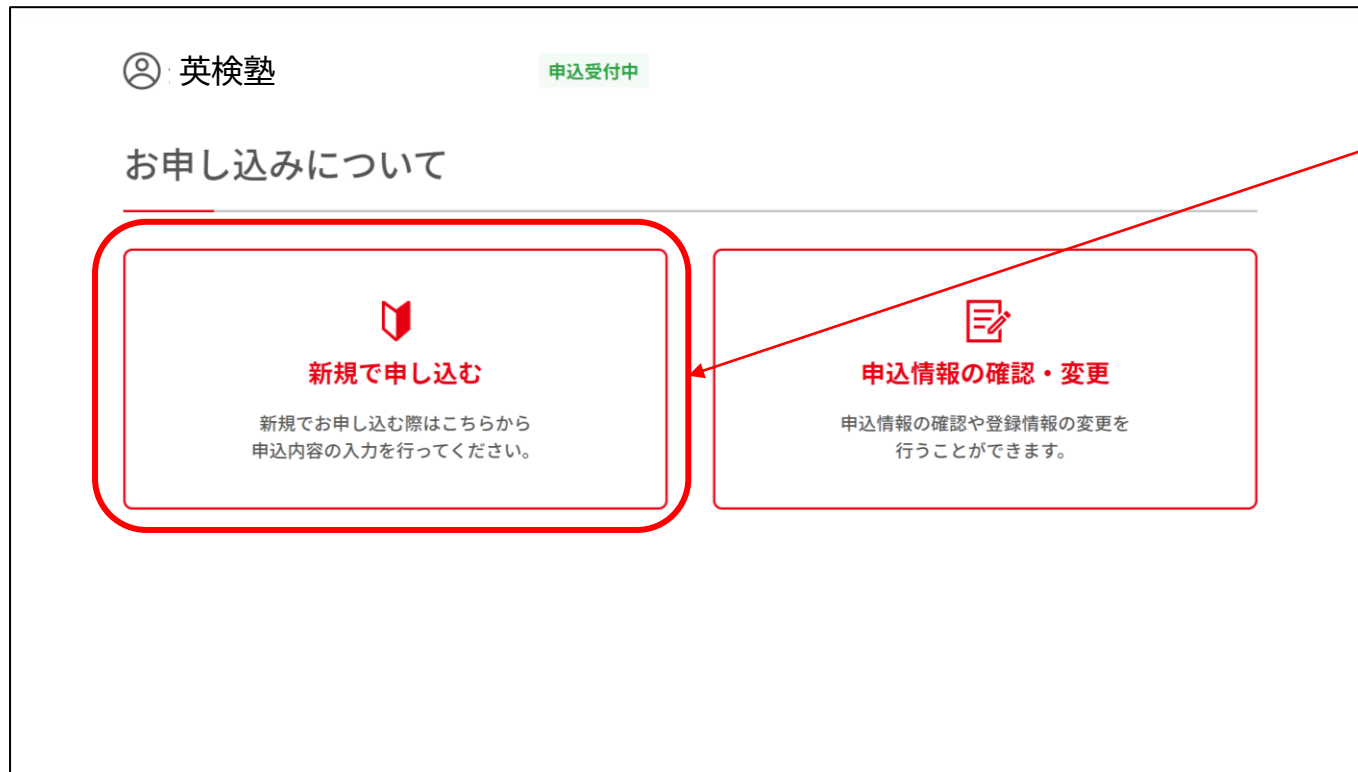 英検塾
申込受付中
お申し込みについて
新規で申し込む
新規でお申し込む際はこちらから
申込内容の入力を行ってください。
申込情報の確認・変更
申込情報の確認や登録情報の変更を
行うことができます。